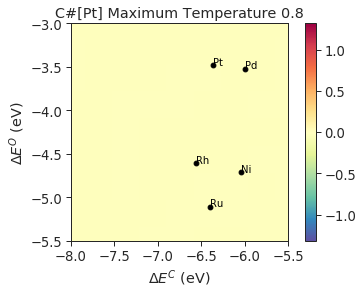 C#[Pt] Maximum Temperature 0.8
−3.0
−3.5
−4.0
−4.5
−5.0
−5.5
ΔE^O (eV)
Pt
Pd
Rh
Ni
Ru
−8.0 −7.5 −7.0 −6.5 −6.0 −5.5
ΔE^C (eV)
1.0
0.5
0.0
−0.5
−1.0